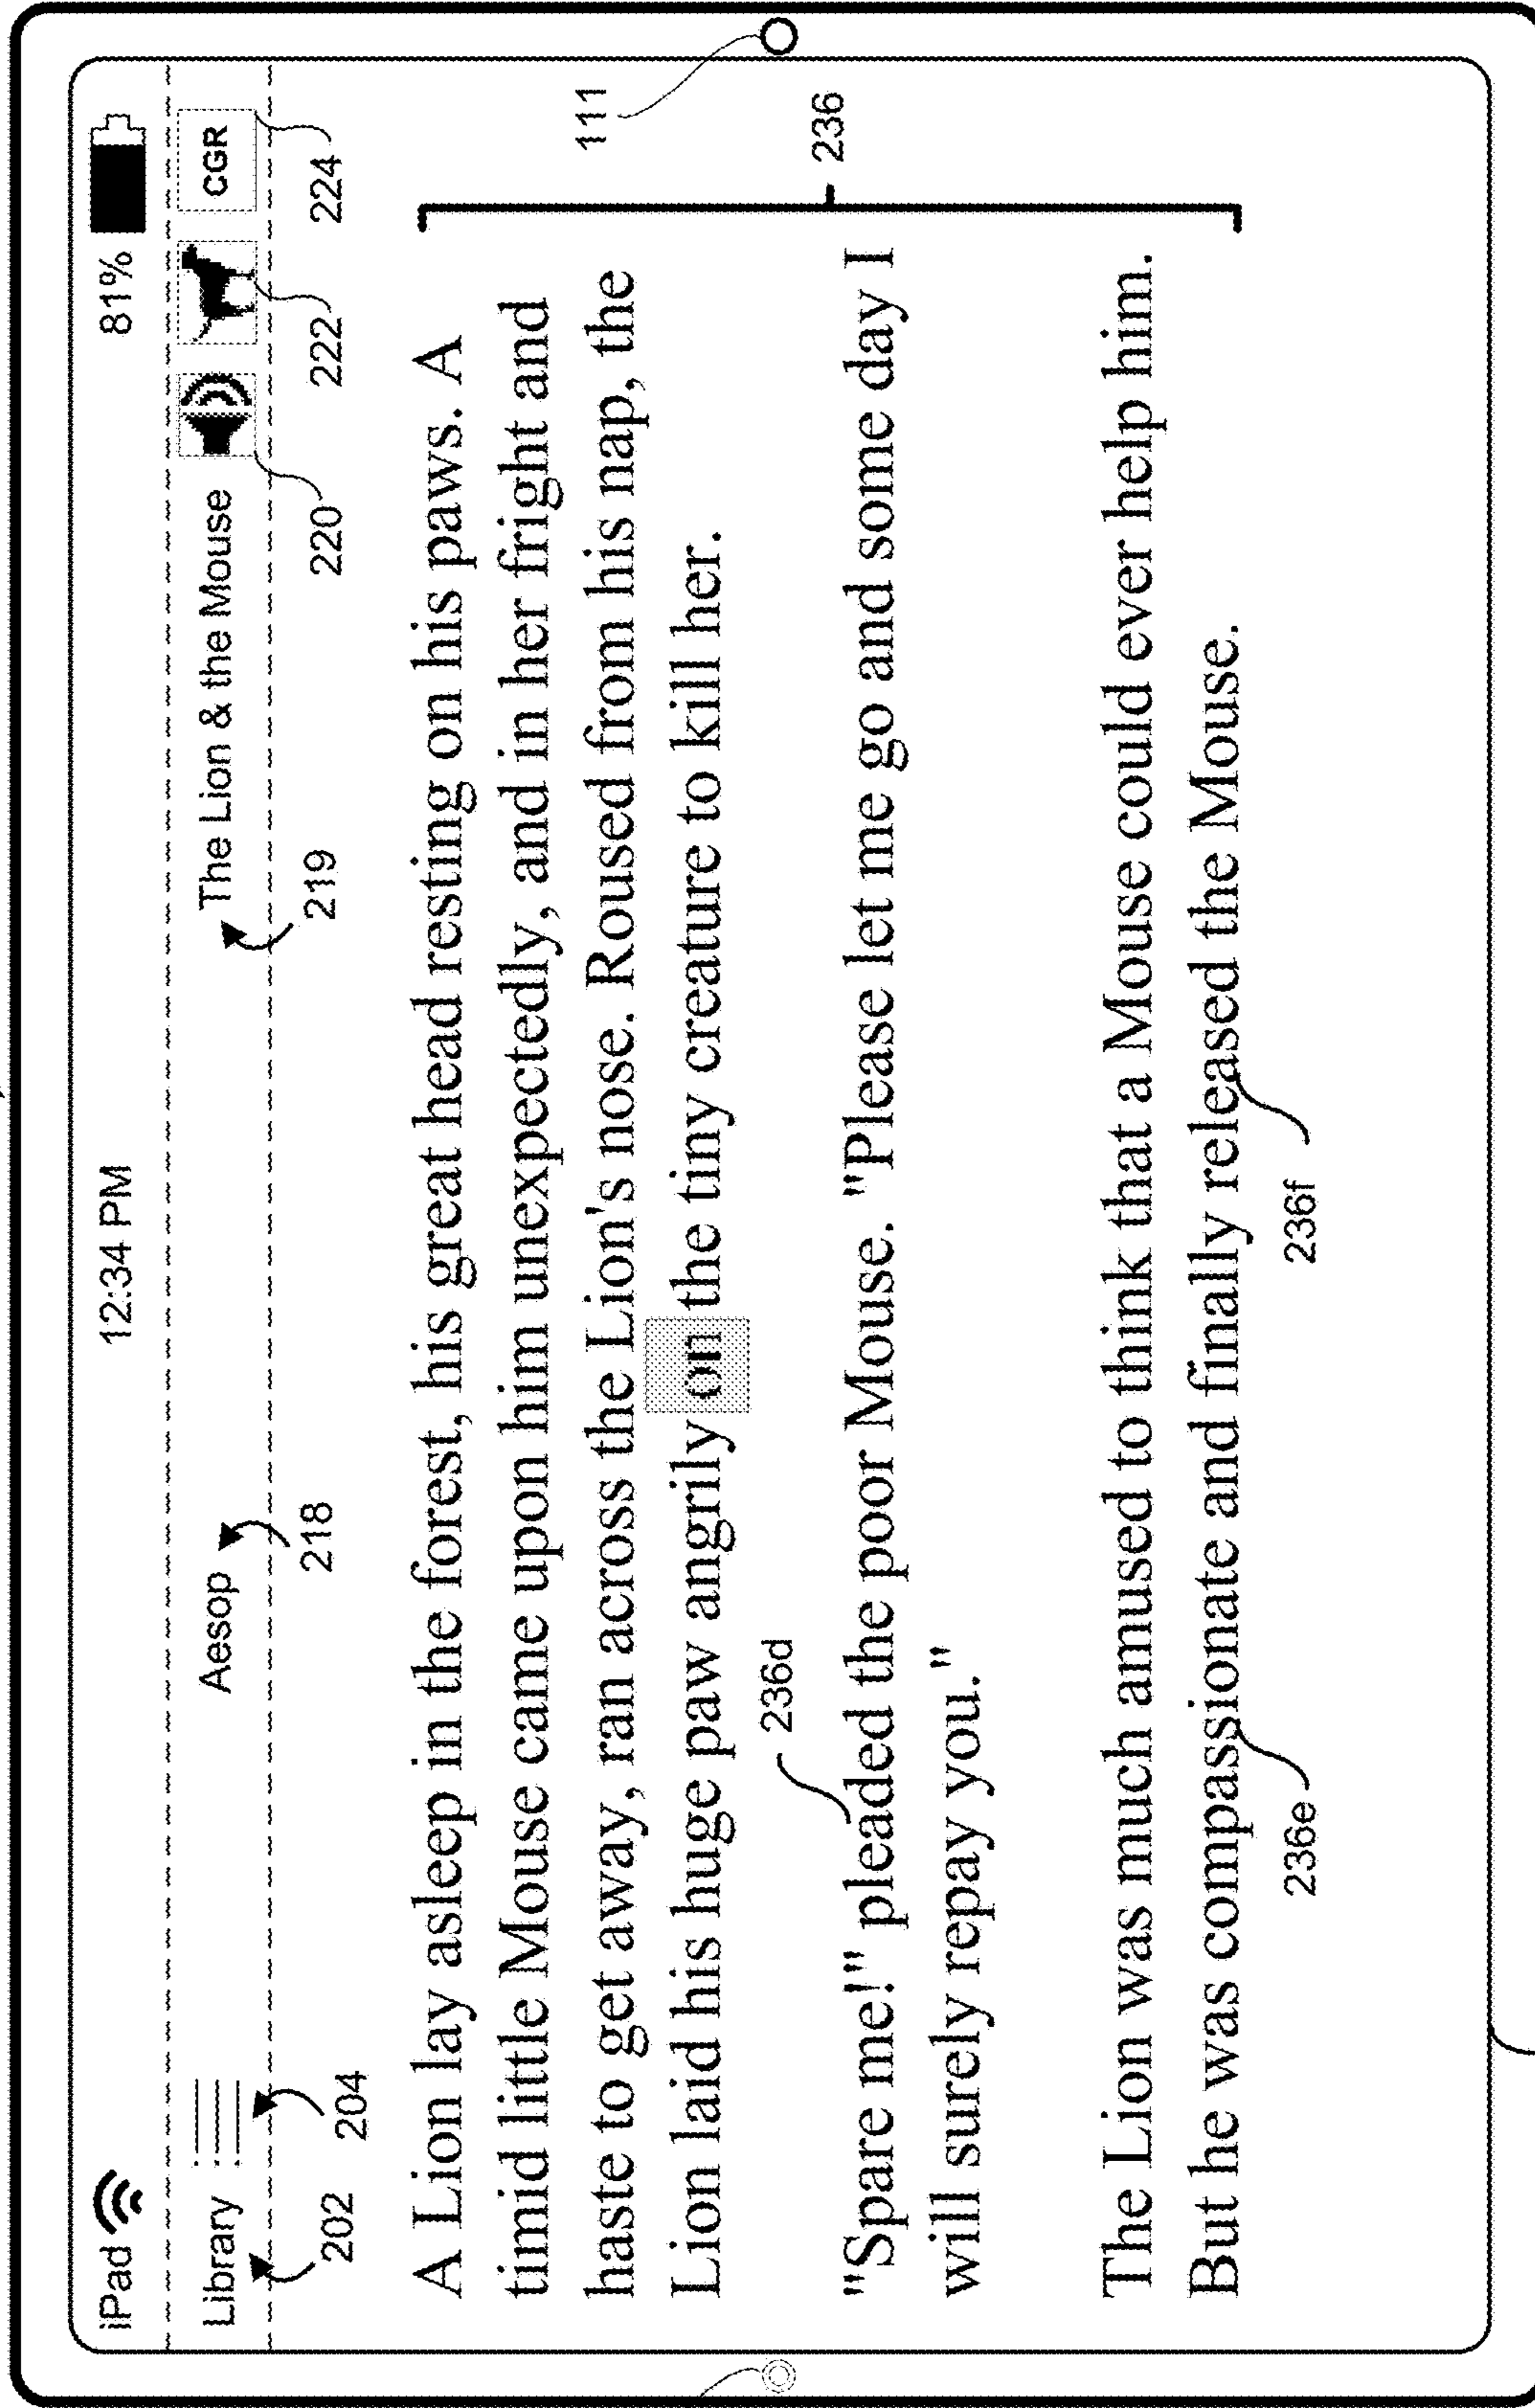 iPad 12:34 PM 81%
Library Aesop The Lion & the Mouse CGR
202 204 218 219 220 222 224
A Lion lay asleep in the forest, his great head resting on his paws. A
timid little Mouse came upon him unexpectedly, and in her fright and
haste to get away, ran across the Lion's nose. Roused from his nap, the
Lion laid his huge paw angrily on the tiny creature to kill her.
111
236d
236
"Spare me!" pleaded the poor Mouse. "Please let me go and some day I
will surely repay you."
The Lion was much amused to think that a Mouse could ever help him.
But he was compassionate and finally released the Mouse.
236e 236f